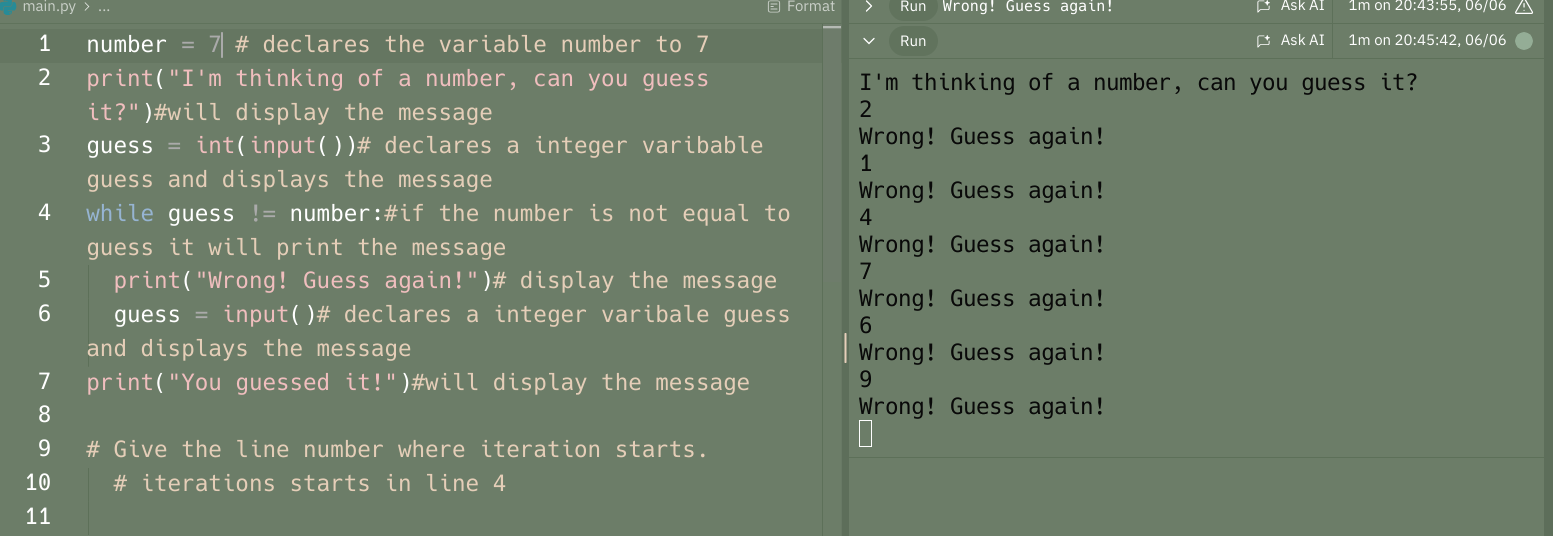 main.py > ...
Format
1 number = 7 # declares the variable number to 7
2 print("I'm thinking of a number, can you guess
it?")#will display the message
3 guess = int(input())# declares a integer varibable
guess and displays the message
4 while guess != number:#if the number is not equal to
guess it will print the message
5 print("Wrong! Guess again!")# display the message
6 guess = input()# declares a integer varibale guess
and displays the message
7 print("You guessed it!")#will display the message
8
9 # Give the line number where iteration starts.
10 # iterations starts in line 4
11
Run Wrong! Guess again! Ask AI 1m on 20:43:55, 06/06
Run Ask AI 1m on 20:45:42, 06/06
I'm thinking of a number, can you guess it?
2
Wrong! Guess again!
1
Wrong! Guess again!
4
Wrong! Guess again!
7
Wrong! Guess again!
6
Wrong! Guess again!
9
Wrong! Guess again!